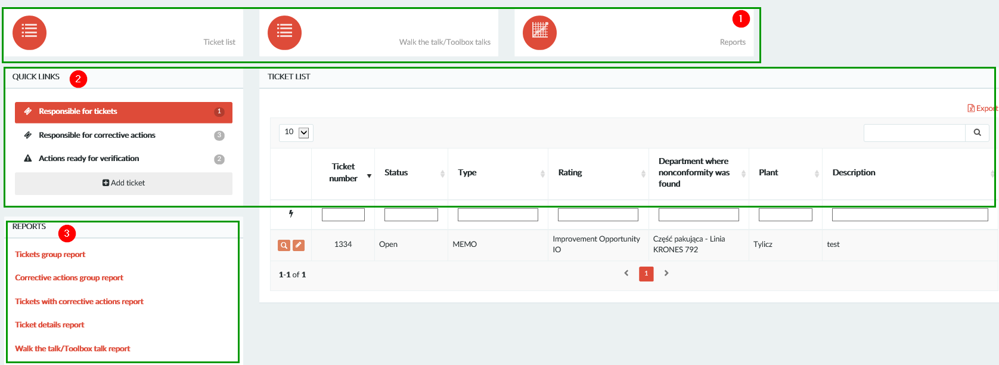 Ticket list
Walk the talk/Toolbox talks
1
Reports
QUICK LINKS
2
Responsible for tickets 1
Responsible for corrective actions 3
Actions ready for verification 2
Add ticket
TICKET LIST
Export
10
Ticket number
Status
Type
Rating
Department where nonconformity was found
Plant
Description
1334
Open
MEMO
Improvement Opportunity
IO
Część pakująca - Linia
KRONES 792
Tylicz
test
1-1 of 1
1
REPORTS
3
Tickets group report
Corrective actions group report
Tickets with corrective actions report
Ticket details report
Walk the talk/Toolbox talk report